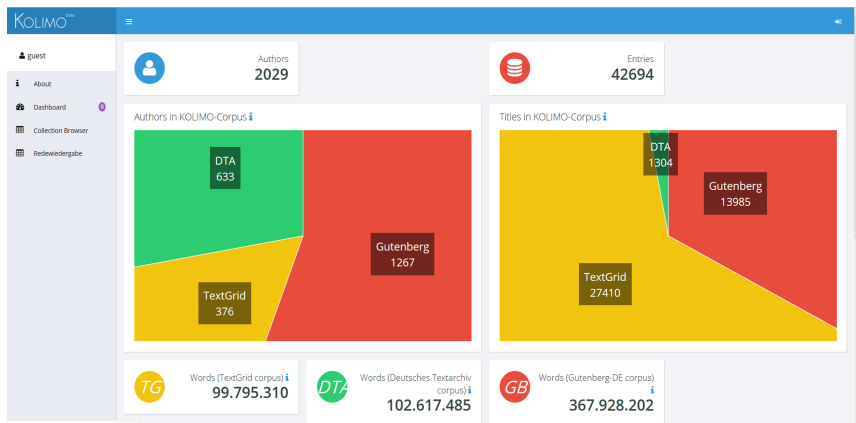 KOLIMO beta
guest
About
Dashboard 0
Collection Browser
Redewiedergabe
Authors
2029
Entries
42694
Authors in KOLIMO-Corpus i
DTA
633
Gutenberg
1267
TextGrid
376
Titles in KOLIMO-Corpus i
DTA
1304
Gutenberg
13985
TextGrid
27410
TG
Words (TextGrid corpus) i
99.795.310
DTA
Words (Deutsches Textarchiv
corpus) i
102.617.485
GB
Words (Gutenberg-DE corpus)
i
367.928.202